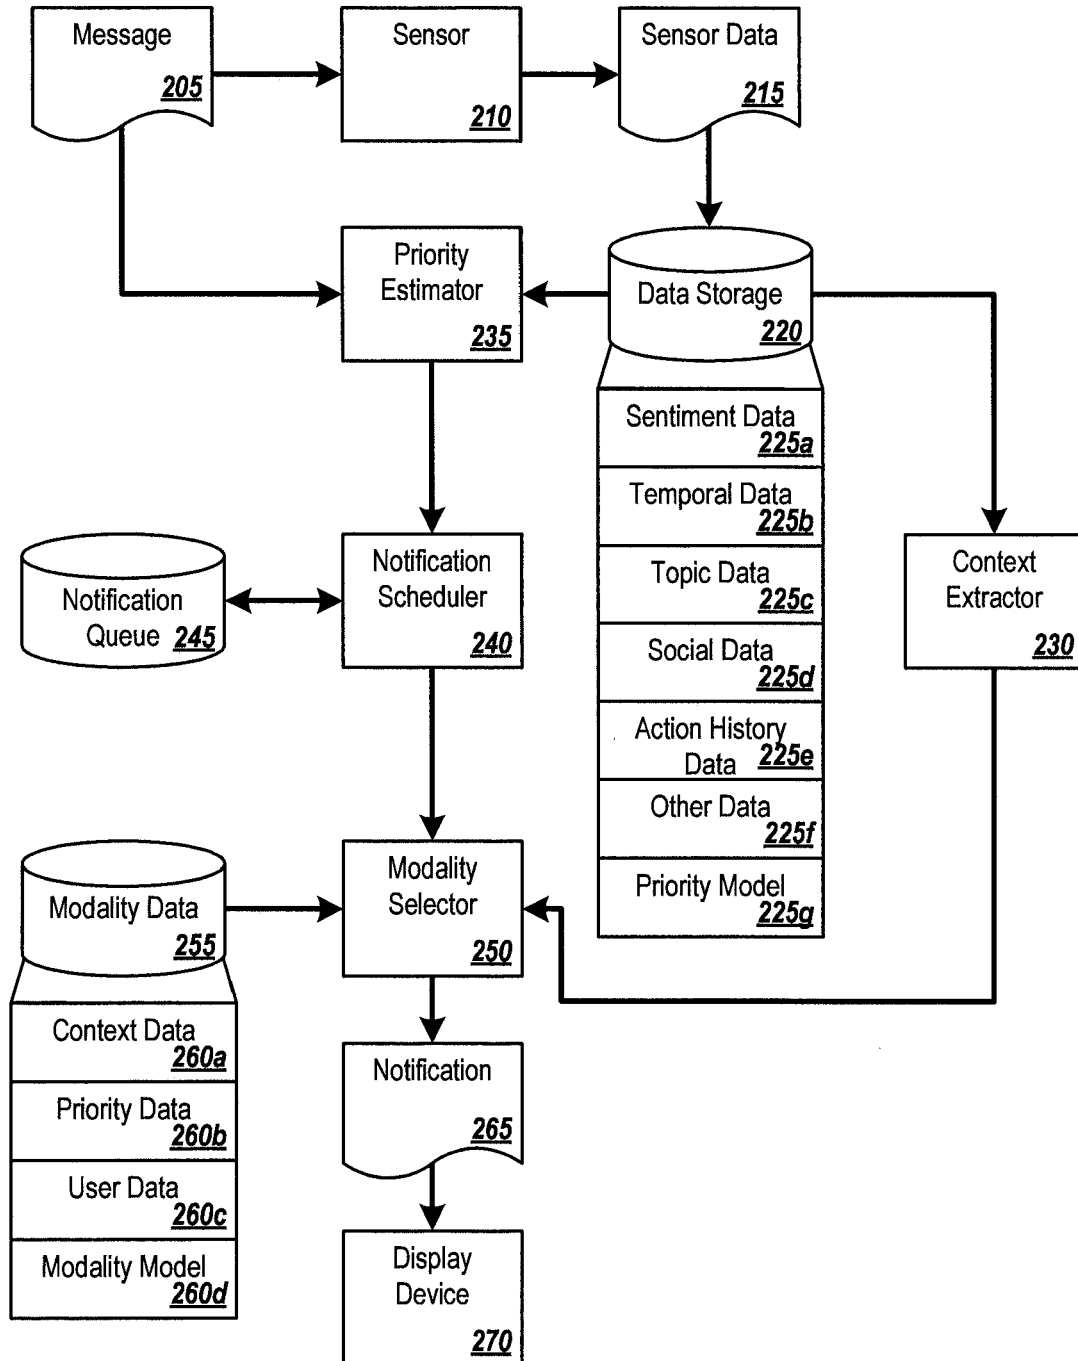 Message
205
Sensor
210
Sensor Data
215
Priority
Estimator
235
Data Storage
220
Sentiment Data
225a
Temporal Data
225b
Topic Data
225c
Social Data
225d
Action History
Data 225e
Other Data
225f
Priority Model
225g
Notification
Queue 245
Notification
Scheduler
240
Context
Extractor
230
Modality Data
255
Modality
Selector
250
Context Data
260a
Priority Data
260b
User Data
260c
Modality Model
260d
Notification
265
Display
Device
270